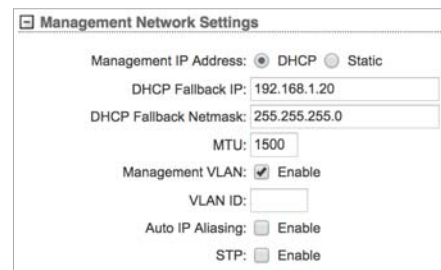 Management Network Settings
Management IP Address: DHCP Static
DHCP Fallback IP: 192.168.1.20
DHCP Fallback Netmask: 255.255.255.0
MTU: 1500
Management VLAN: Enable
VLAN ID:
Auto IP Aliasing: Enable
STP: Enable